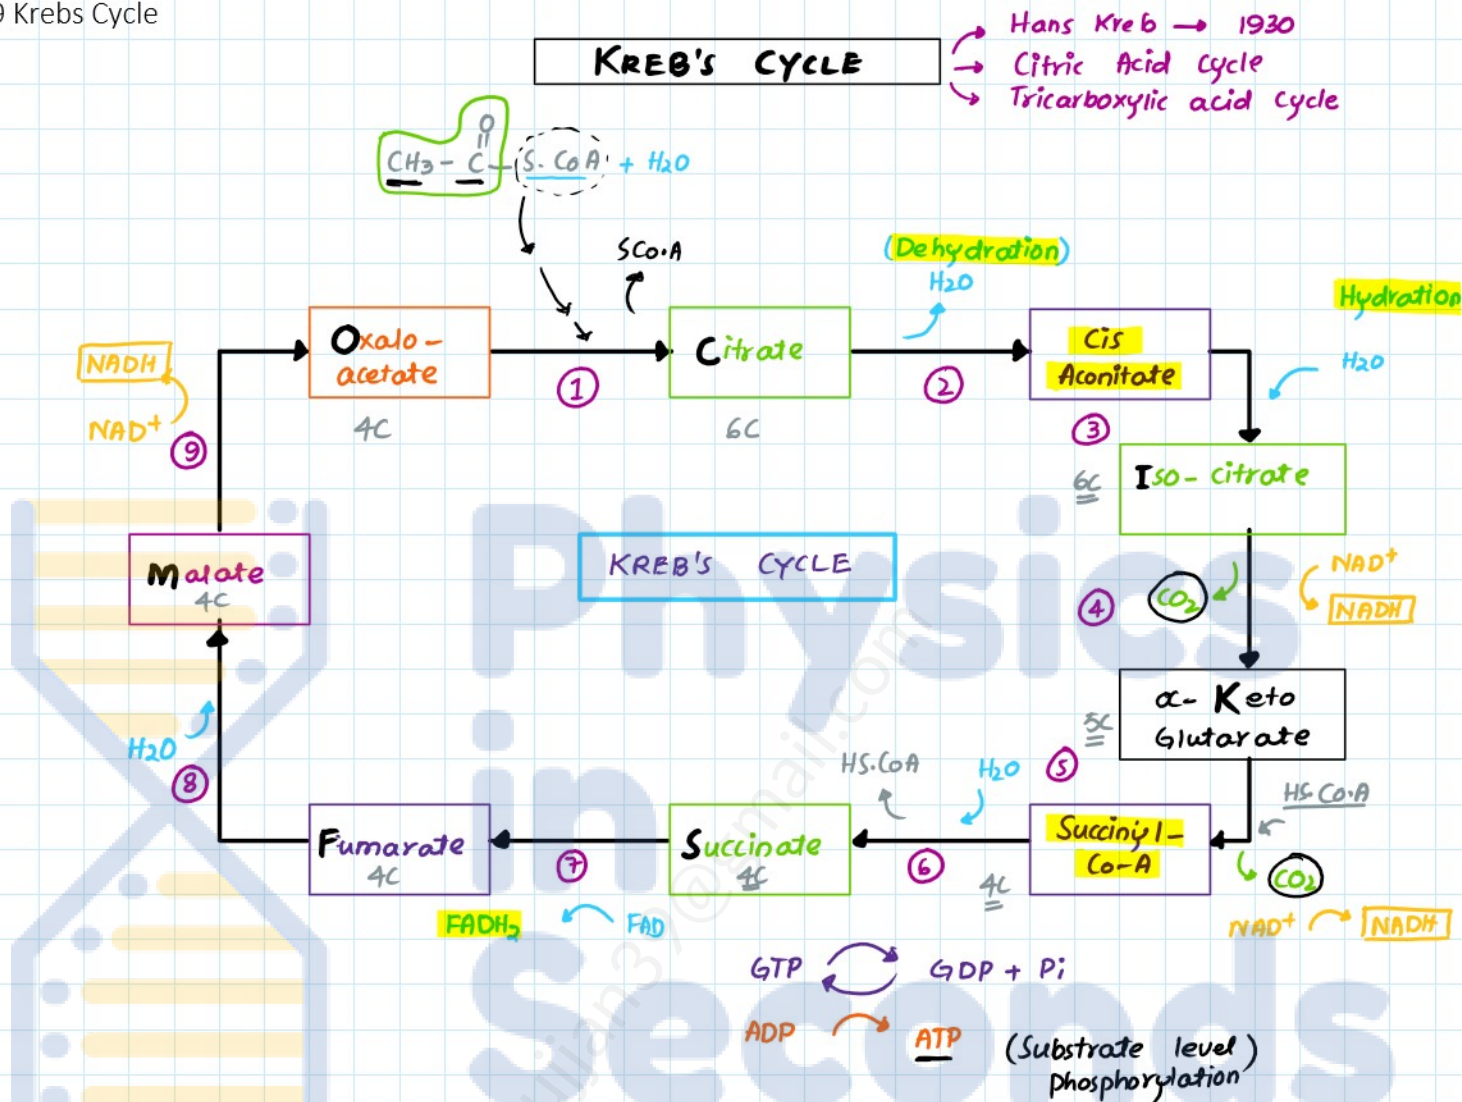 9 Krebs Cycle
KREB'S CYCLE
Hans Kreb → 1930
→ Citric Acid Cycle
Tricarboxylic acid Cycle
O
CH3 - C - S.CoA + H2O
SCo.A
(Dehydration)
H2O
Hydration
H2O
Oxalo-
acetate
4C
1
Citrate
6C
2
Cis
Aconitate
3
NADH
NAD+
9
6C
Iso-citrate
KREB'S CYCLE
Malate
4C
4
CO2
NAD+
NADH
α-Keto
Glutarate
5C
5
HS.Co.A
H2O
8
HS.CoA
H2O
Fumarate
4C
7
Succinate
4C
6
4C
Succinyl-
Co-A
CO2
FADH2
FAD
NAD+
NADH
GTP
GDP + Pi
ADP
ATP
(Substrate level)
phosphorylation
Physics
in
Seconds
jjan37@gmail.com